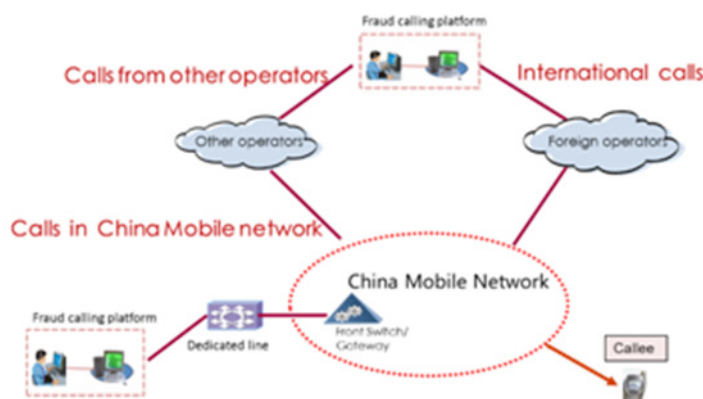 Fraud calling platform
Calls from other operators
International calls
Other operators
Foreign operators
Calls in China Mobile network
China Mobile Network
Fraud calling platform
Dedicated line
Front Switch/
Gateway
Callee